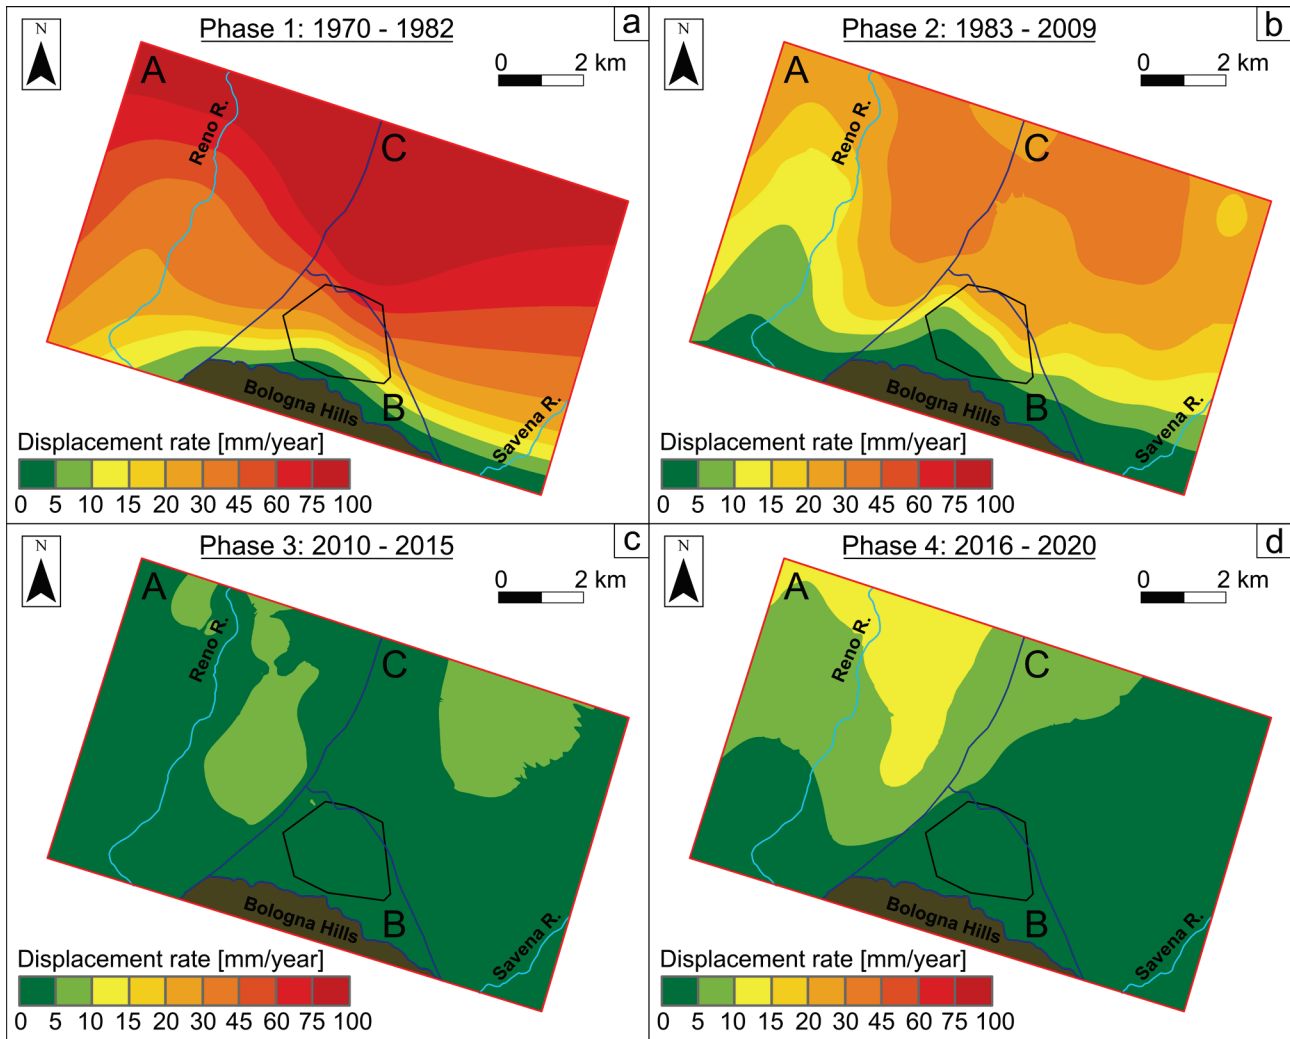 Phase 1: 1970 - 1982
a
N
0 2 km
A
Reno R.
C
Bologna Hills
B
Savena R.
Displacement rate [mm/year]
0 5 10 15 20 30 45 60 75 100
Phase 2: 1983 - 2009
b
N
0 2 km
A
Reno R.
C
Bologna Hills
B
Savena R.
Displacement rate [mm/year]
0 5 10 15 20 30 45 60 75 100
Phase 3: 2010 - 2015
c
N
0 2 km
A
Reno R.
C
Bologna Hills
B
Savena R.
Displacement rate [mm/year]
0 5 10 15 20 30 45 60 75 100
Phase 4: 2016 - 2020
d
N
0 2 km
A
Reno R.
C
Bologna Hills
B
Savena R.
Displacement rate [mm/year]
0 5 10 15 20 30 45 60 75 100